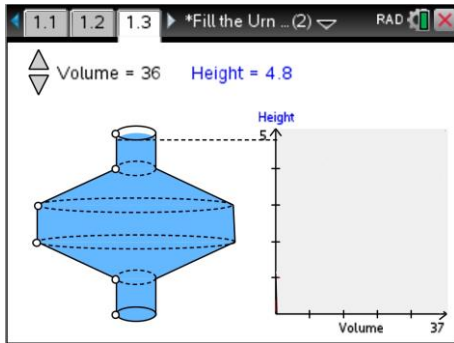 1.1 1.2 1.3 *Fill the Urn ...(2) RAD
Volume = 36 Height = 4.8
Height
5
Volume 37